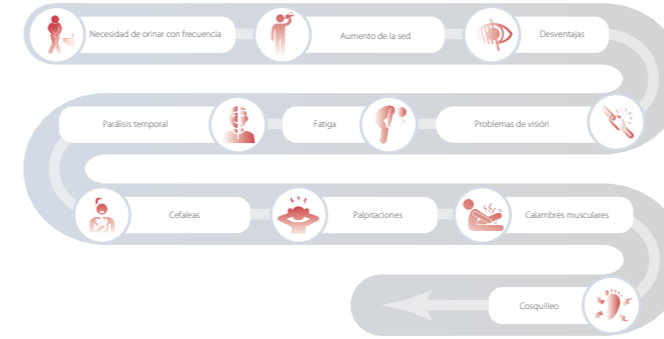 Necesidad de orinar con frecuencia
Aumento de la sed
Desventajas
Problemas de visión
Fatiga
Parálisis temporal
Cefaleas
Palpitaciones
Calambres musculares
Cosquilleo